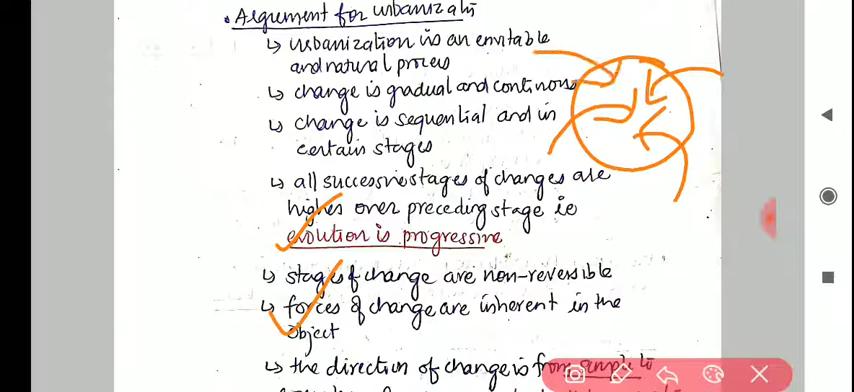 • Argument for urbanizati
↳ urbanization is an envitable
and natural process
↳ change is gradual and continous
↳ change is sequential and in
certain stages
↳ all successive stages of changes are
higher over preceding stage ie
evolution is progressive
↳ stages of change are non-reversible
↳ forces of change are inherent in the
object
↳ the direction of change is from simple to